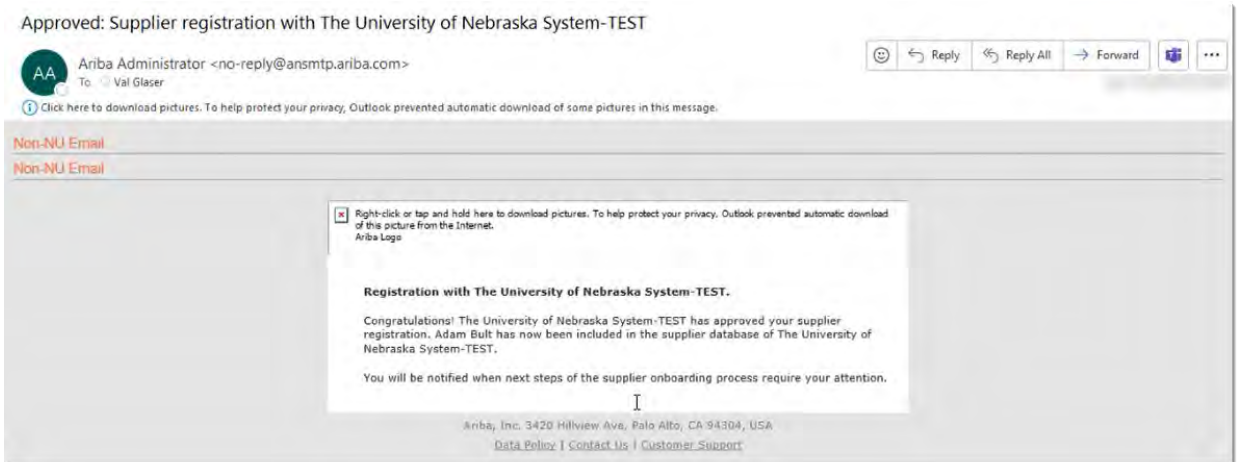 Approved: Supplier registration with The University of Nebraska System-TEST
AA
Ariba Administrator <no-reply@ansmtp.ariba.com>
To Val Glaser
Reply
Reply All
Forward
Click here to download pictures. To help protect your privacy, Outlook prevented automatic download of some pictures in this message.
Non-NU Email
Non-NU Email
Right-click or tap and hold here to download pictures. To help protect your privacy, Outlook prevented automatic download
of this picture from the Internet.
Ariba Logo
Registration with The University of Nebraska System-TEST.
Congratulations! The University of Nebraska System-TEST has approved your supplier
registration. Adam Bult has now been included in the supplier database of The University of
Nebraska System-TEST.
You will be notified when next steps of the supplier onboarding process require your attention.
Ariba, Inc. 3420 Hillview Ave, Palo Alto, CA 94304, USA
Data Policy | Contact Us | Customer Support